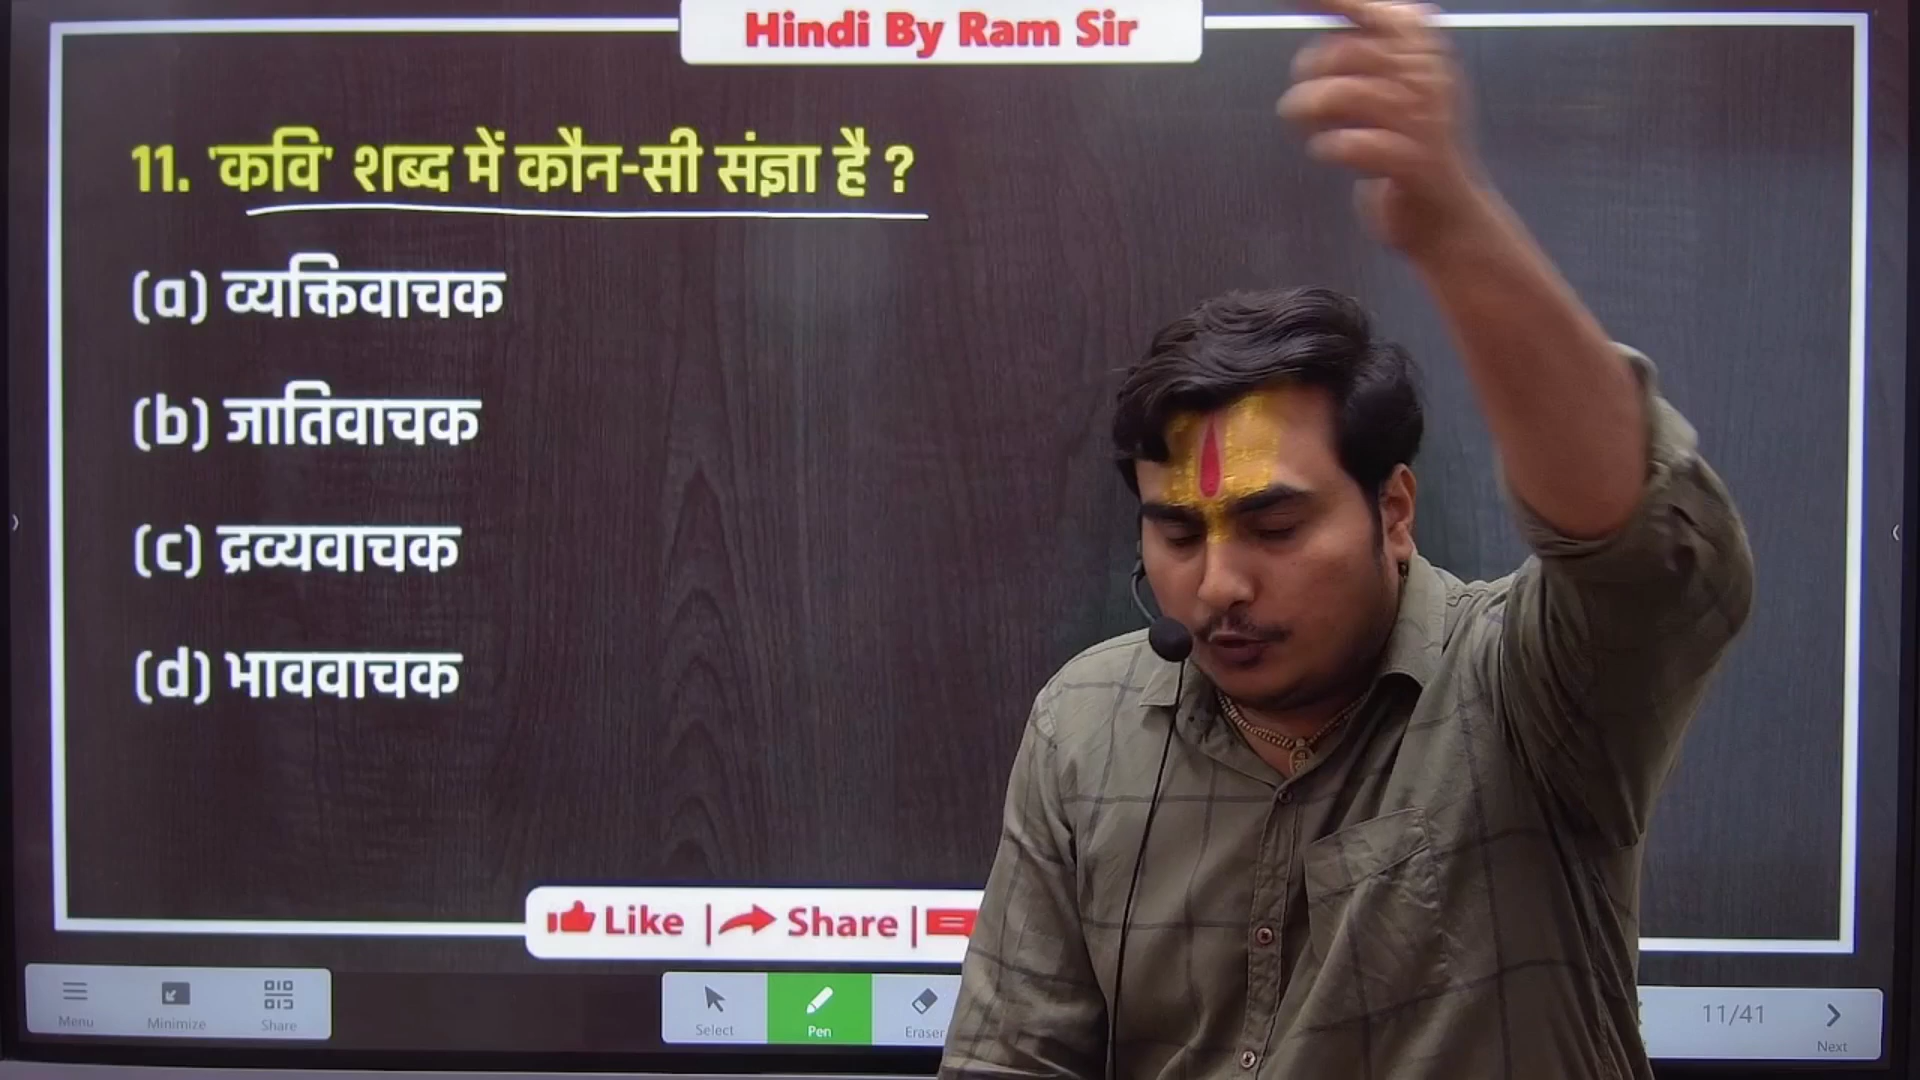 Hindi By Ram Sir
11. 'कवि' शब्द में कौन-सी संज्ञा है ?
(a) व्यक्तिवाचक
(b) जातिवाचक
(c) द्रव्यवाचक
(d) भाववाचक
Like | Share |
Menu Minimize Share Select Pen Eraser 11/41 Next